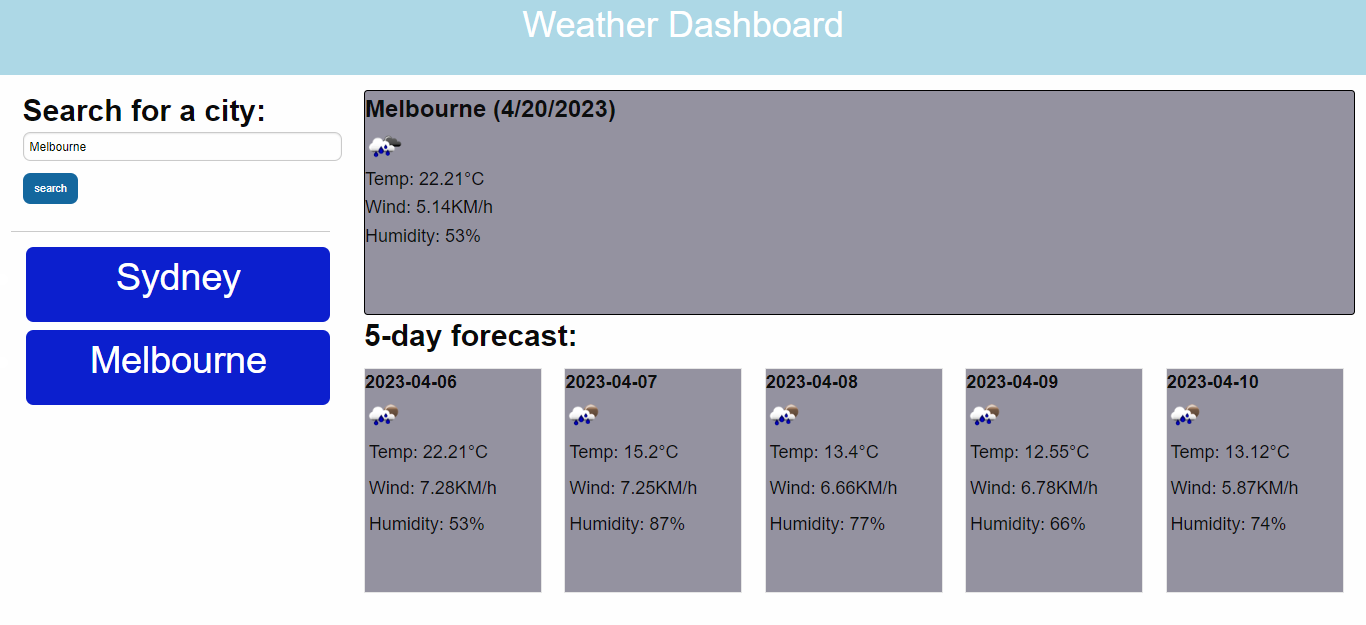 Weather Dashboard
Search for a city:
Melbourne
search
Sydney
Melbourne
Melbourne (4/20/2023)
Temp: 22.21°C
Wind: 5.14KM/h
Humidity: 53%
5-day forecast:
2023-04-06
Temp: 22.21°C
Wind: 7.28KM/h
Humidity: 53%
2023-04-07
Temp: 15.2°C
Wind: 7.25KM/h
Humidity: 87%
2023-04-08
Temp: 13.4°C
Wind: 6.66KM/h
Humidity: 77%
2023-04-09
Temp: 12.55°C
Wind: 6.78KM/h
Humidity: 66%
2023-04-10
Temp: 13.12°C
Wind: 5.87KM/h
Humidity: 74%